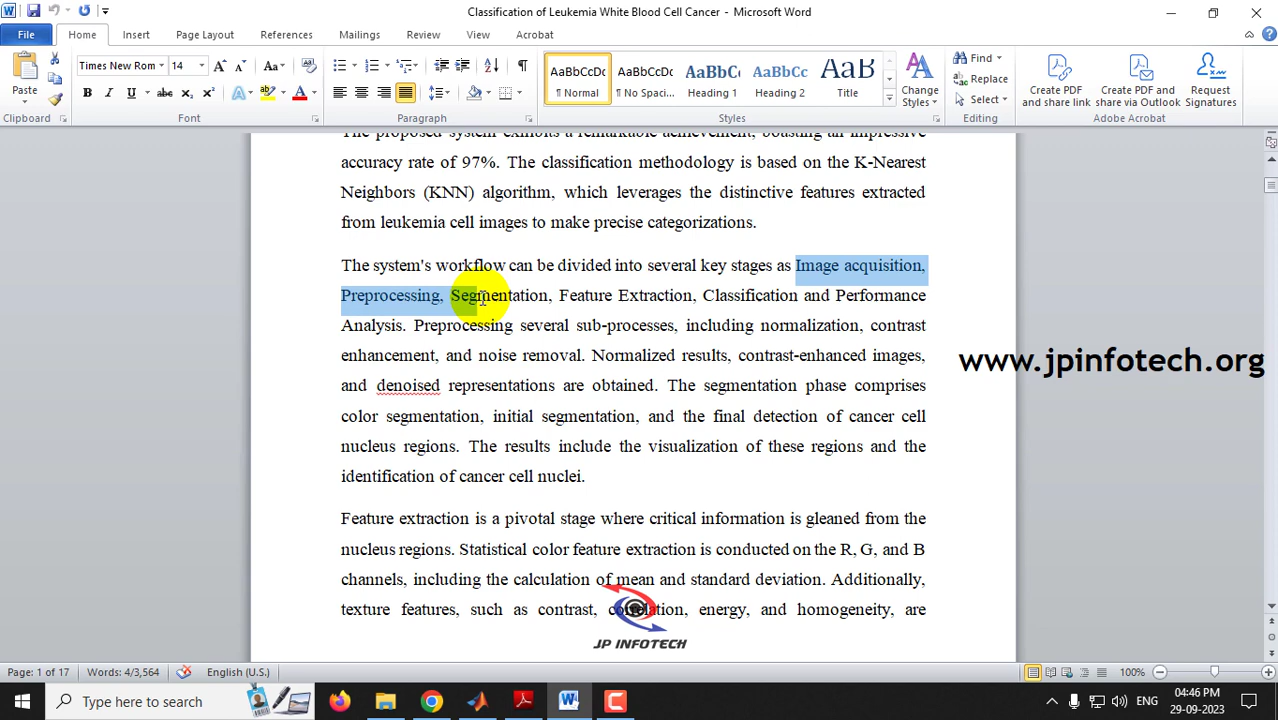 Classification of Leukemia White Blood Cell Cancer - Microsoft Word
File Home Insert Page Layout References Mailings Review View Acrobat
Times New Rom 14
Paste
Clipboard
Font
Paragraph
AaBbCcDc AaBbCcDc AaBbCc AaBbCc AaB
¶ Normal ¶ No Spaci... Heading 1 Heading 2 Title
Change Styles
Styles
Find
Replace
Select
Editing
Create PDF and share link
Create PDF and share via Outlook
Request Signatures
Adobe Acrobat
The proposed system exhibits a remarkable achievement, boasting an impressive
accuracy rate of 97%. The classification methodology is based on the K-Nearest
Neighbors (KNN) algorithm, which leverages the distinctive features extracted
from leukemia cell images to make precise categorizations.
The system's workflow can be divided into several key stages as Image acquisition,
Preprocessing, Segmentation, Feature Extraction, Classification and Performance
Analysis. Preprocessing several sub-processes, including normalization, contrast
enhancement, and noise removal. Normalized results, contrast-enhanced images,
and denoised representations are obtained. The segmentation phase comprises
color segmentation, initial segmentation, and the final detection of cancer cell
nucleus regions. The results include the visualization of these regions and the
identification of cancer cell nuclei.
Feature extraction is a pivotal stage where critical information is gleaned from the
nucleus regions. Statistical color feature extraction is conducted on the R, G, and B
channels, including the calculation of mean and standard deviation. Additionally,
texture features, such as contrast, correlation, energy, and homogeneity, are
www.jpinfotech.org
JP INFOTECH
Page: 1 of 17 Words: 4/3,564 English (U.S.) 100%
Type here to search
ENG
04:46 PM
29-09-2023